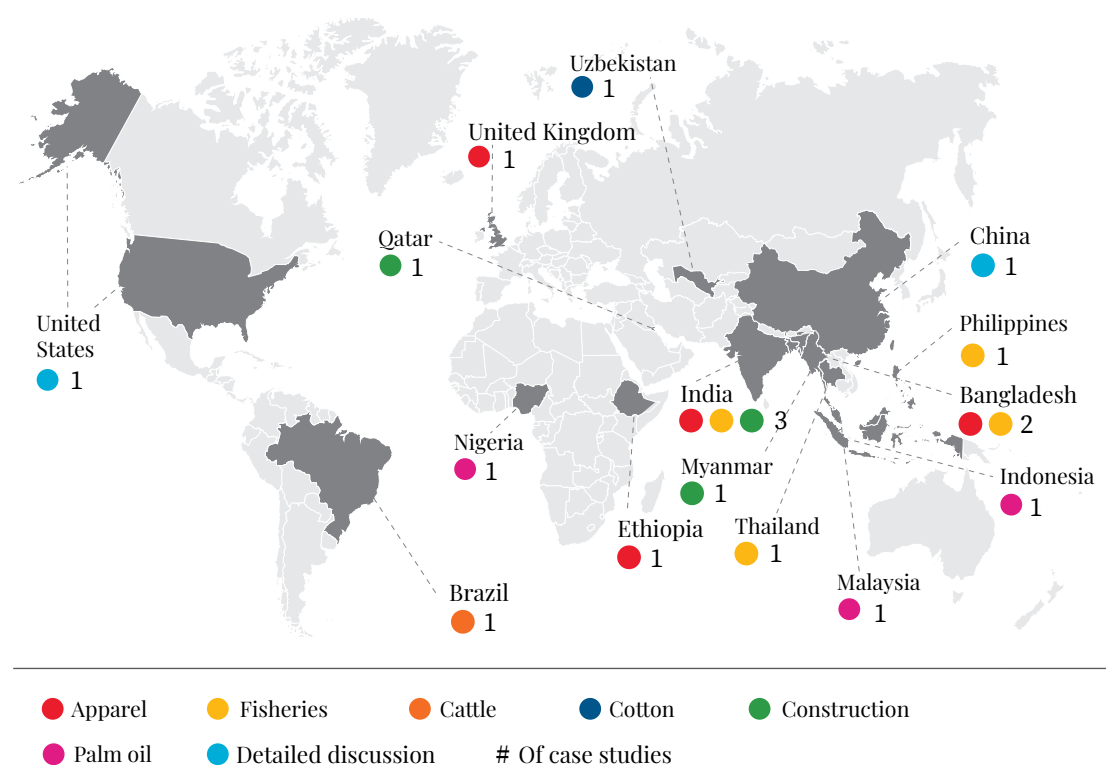 Uzbekistan
1
United Kingdom
1
Qatar
1
China
1
United
States
1
Philippines
1
India
3
Bangladesh
2
Nigeria
1
Myanmar
1
Indonesia
1
Ethiopia
1
Thailand
1
Malaysia
1
Brazil
1
Apparel
Fisheries
Cattle
Cotton
Construction
Palm oil
Detailed discussion
# Of case studies